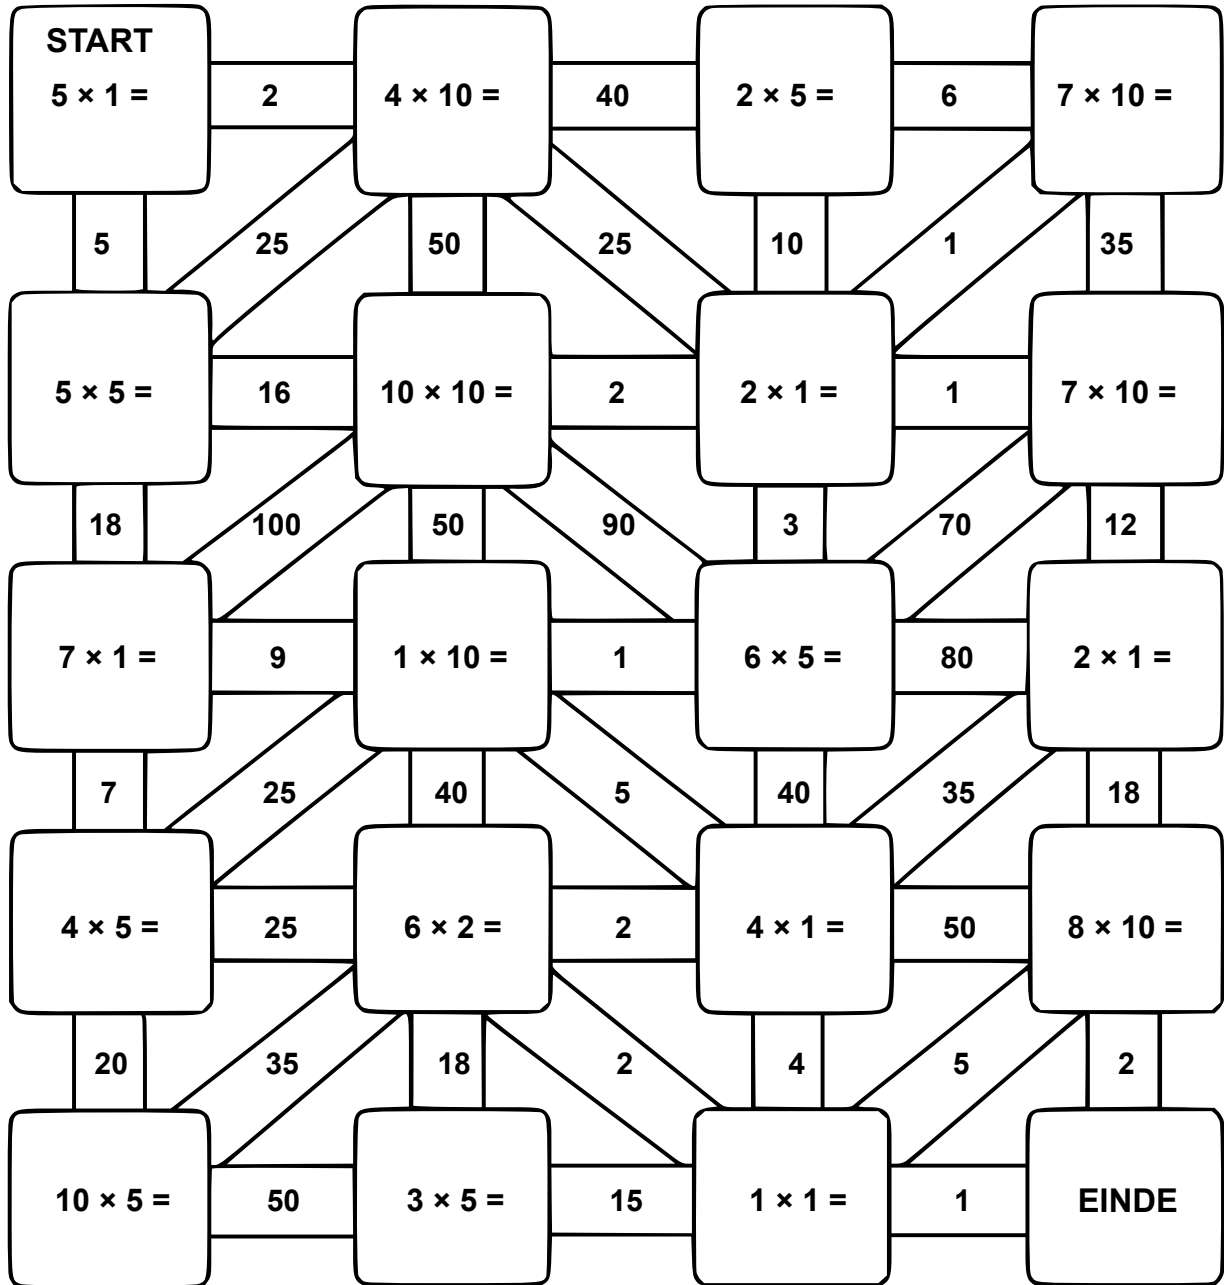 START
5 × 1 = 2 4 × 10 = 40 2 × 5 = 6 7 × 10 =
5 25 50 25 10 1 35
5 × 5 = 16 10 × 10 = 2 2 × 1 = 1 7 × 10 =
18 100 50 90 3 70 12
7 × 1 = 9 1 × 10 = 1 6 × 5 = 80 2 × 1 =
7 25 40 5 40 35 18
4 × 5 = 25 6 × 2 = 2 4 × 1 = 50 8 × 10 =
20 35 18 2 4 5 2
10 × 5 = 50 3 × 5 = 15 1 × 1 = 1 EINDE